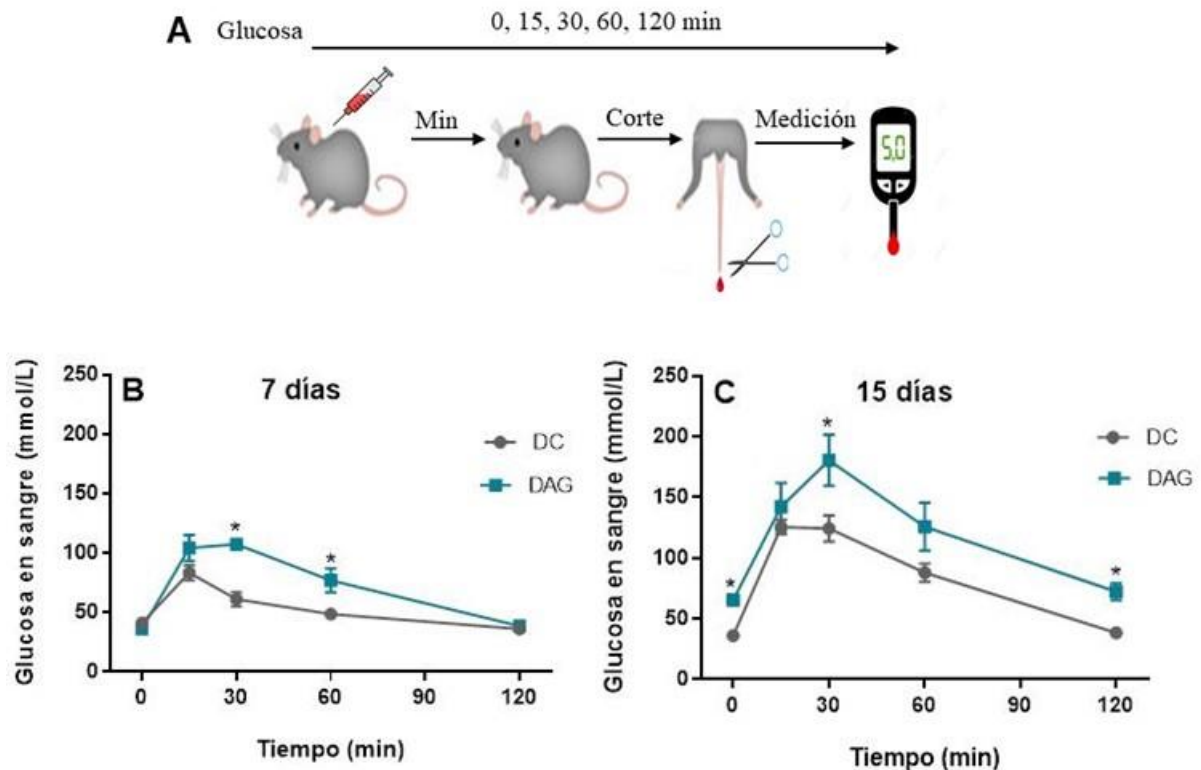 A
Glucosa
0, 15, 30, 60, 120 min
Min
Corte
Medición
5,0
B
7 días
Glucosa en sangre (mmol/L)
250
200
150
100
50
0
0 30 60 90 120
Tiempo (min)
DC
DAG
*
*
C
15 días
Glucosa en sangre (mmol/L)
250
200
150
100
50
0
0 30 60 90 120
Tiempo (min)
DC
DAG
*
*
*